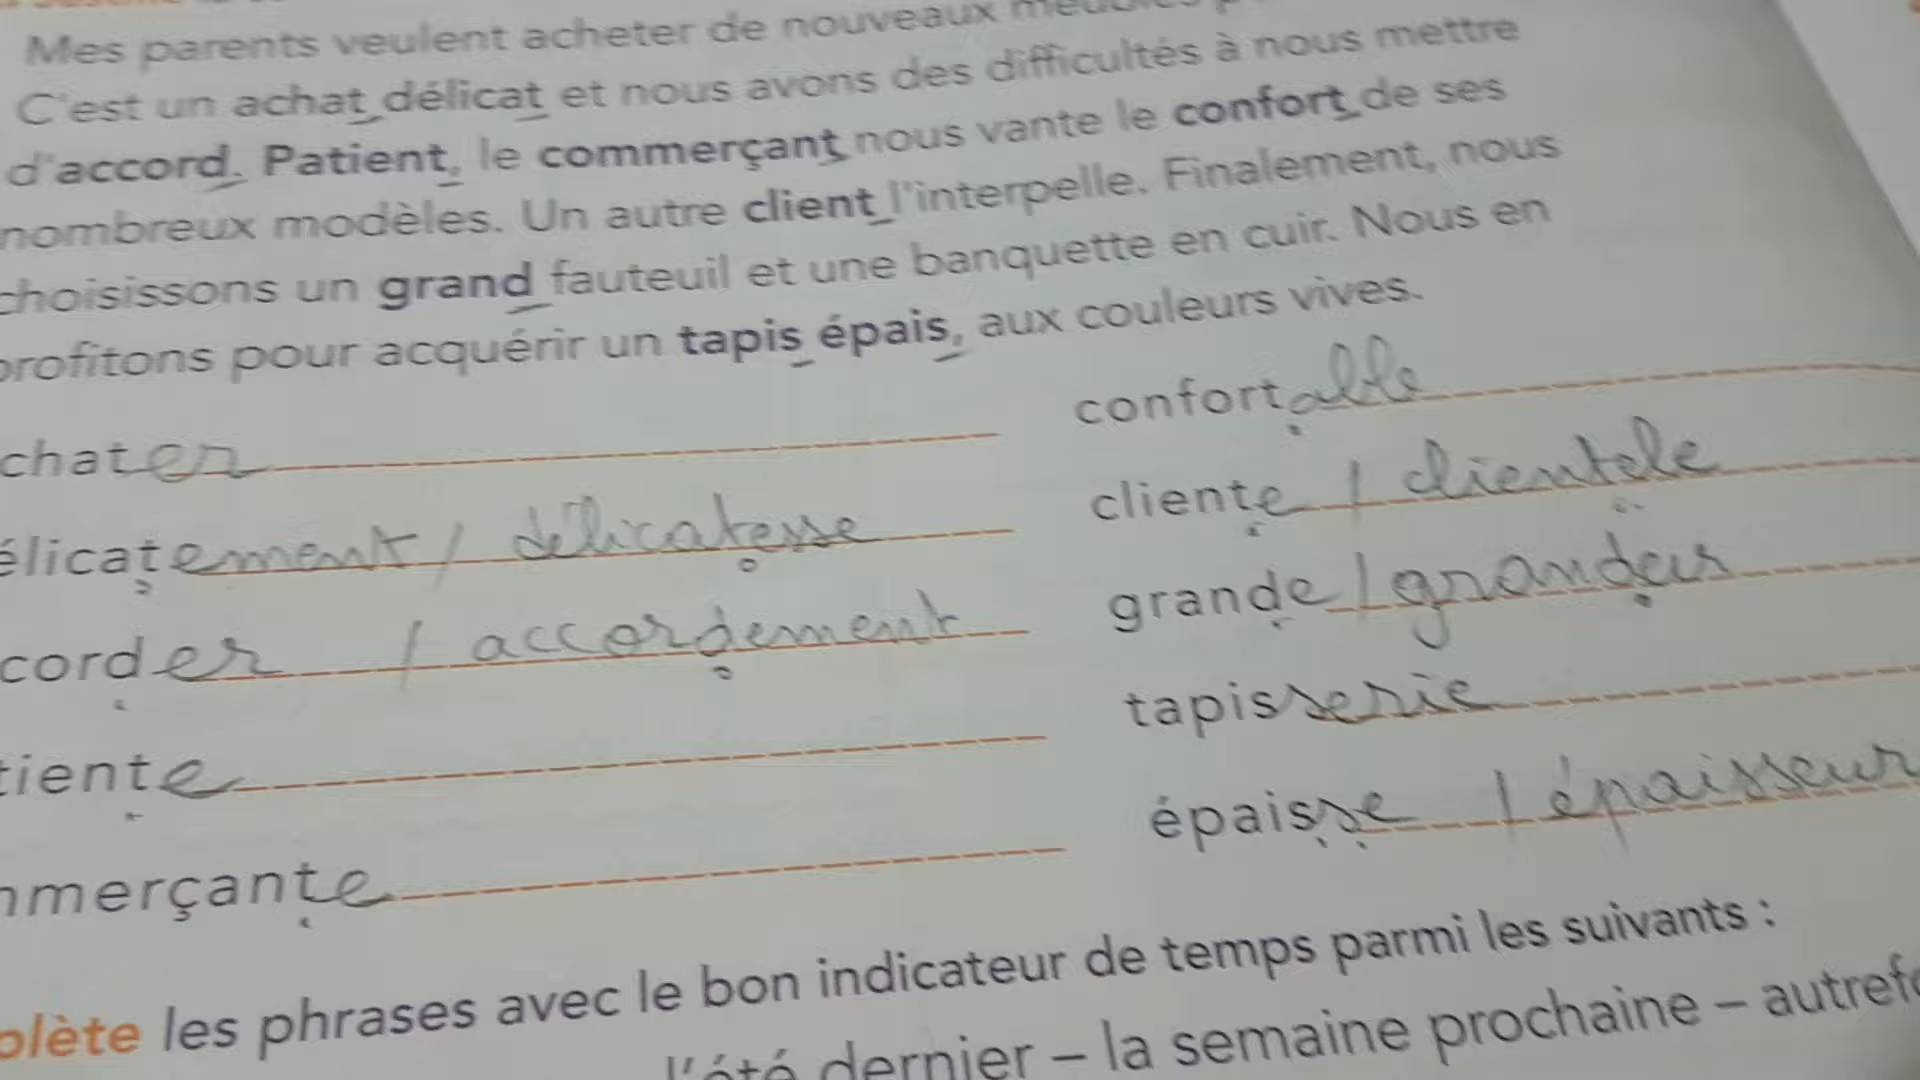 Mes parents veulent acheter de nouveaux meubles
C'est un achat délicat et nous avons des difficultés à nous mettre
d'accord. Patient, le commerçant nous vante le confort de ses
nombreux modèles. Un autre client l'interpelle. Finalement, nous
choisissons un grand fauteuil et une banquette en cuir. Nous en
profitons pour acquérir un tapis épais, aux couleurs vives.
chater
élicatement / délicatesse
corder / accordement
tiente
mmerçante
confortable
cliente / clientele
grande / grandeur
tapisserie
épaisse / épaisseur
plète les phrases avec le bon indicateur de temps parmi les suivants :
l'été dernier – la semaine prochaine – autrefo